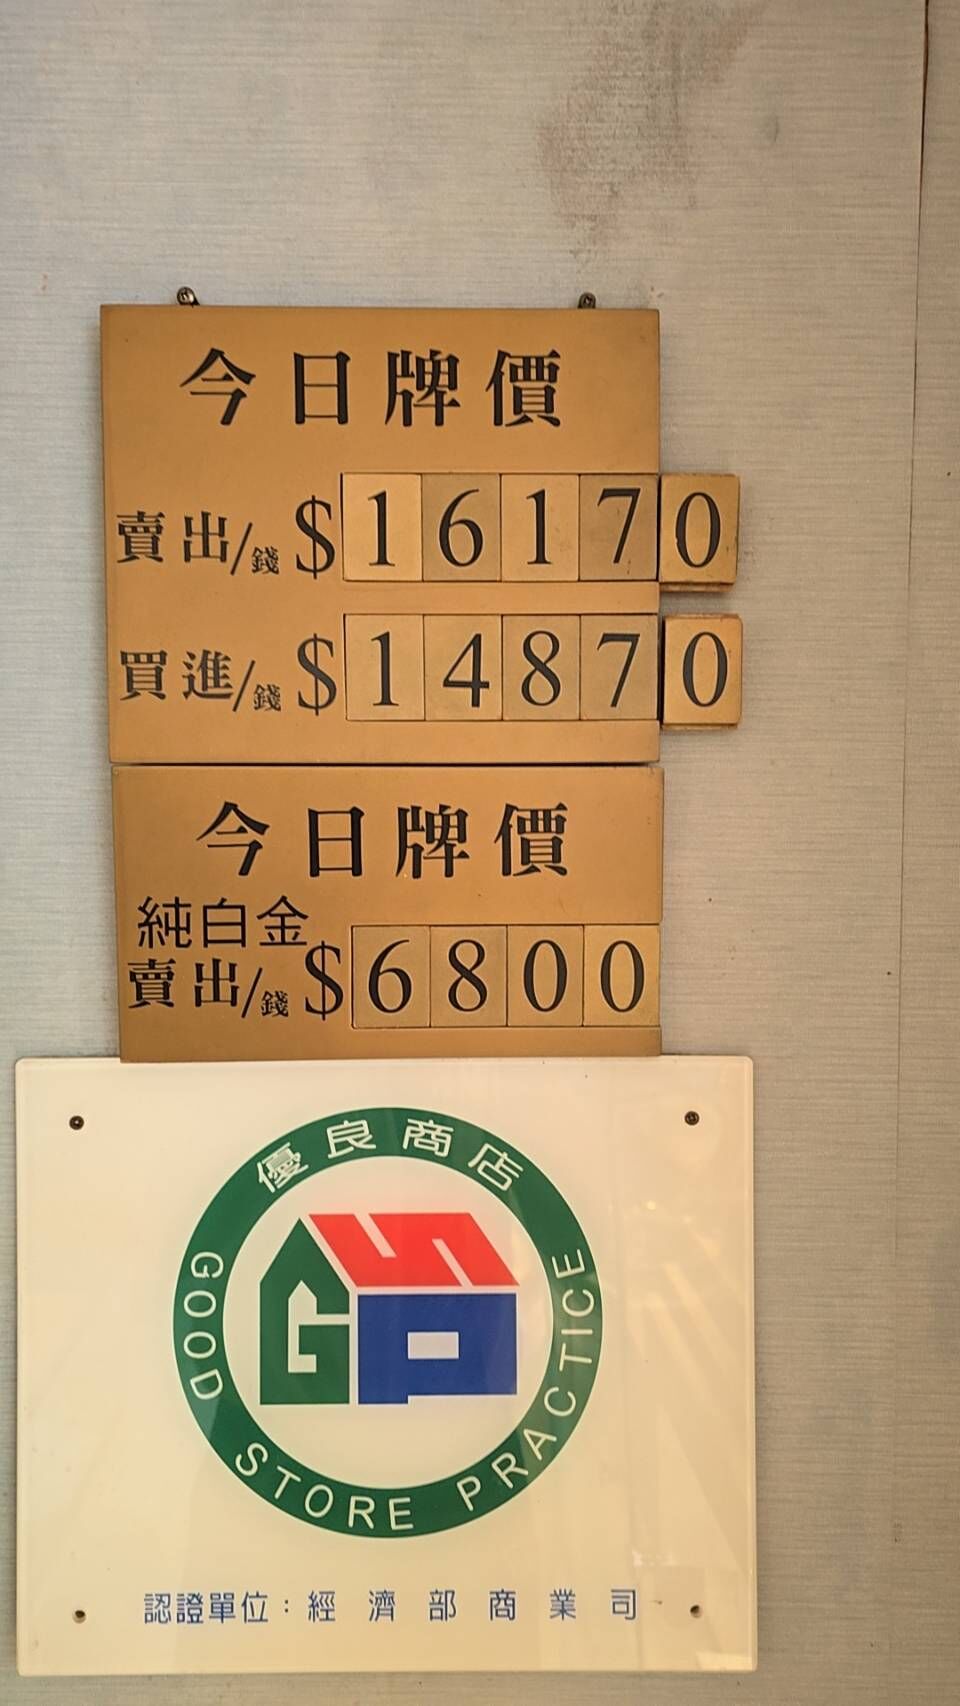 今日牌價
賣出/錢 $16170
買進/錢 $14870
今日牌價
純白金
賣出/錢 $6800
優良商店
GSP
GOOD STORE PRACTICE
認證單位：經濟部商業司